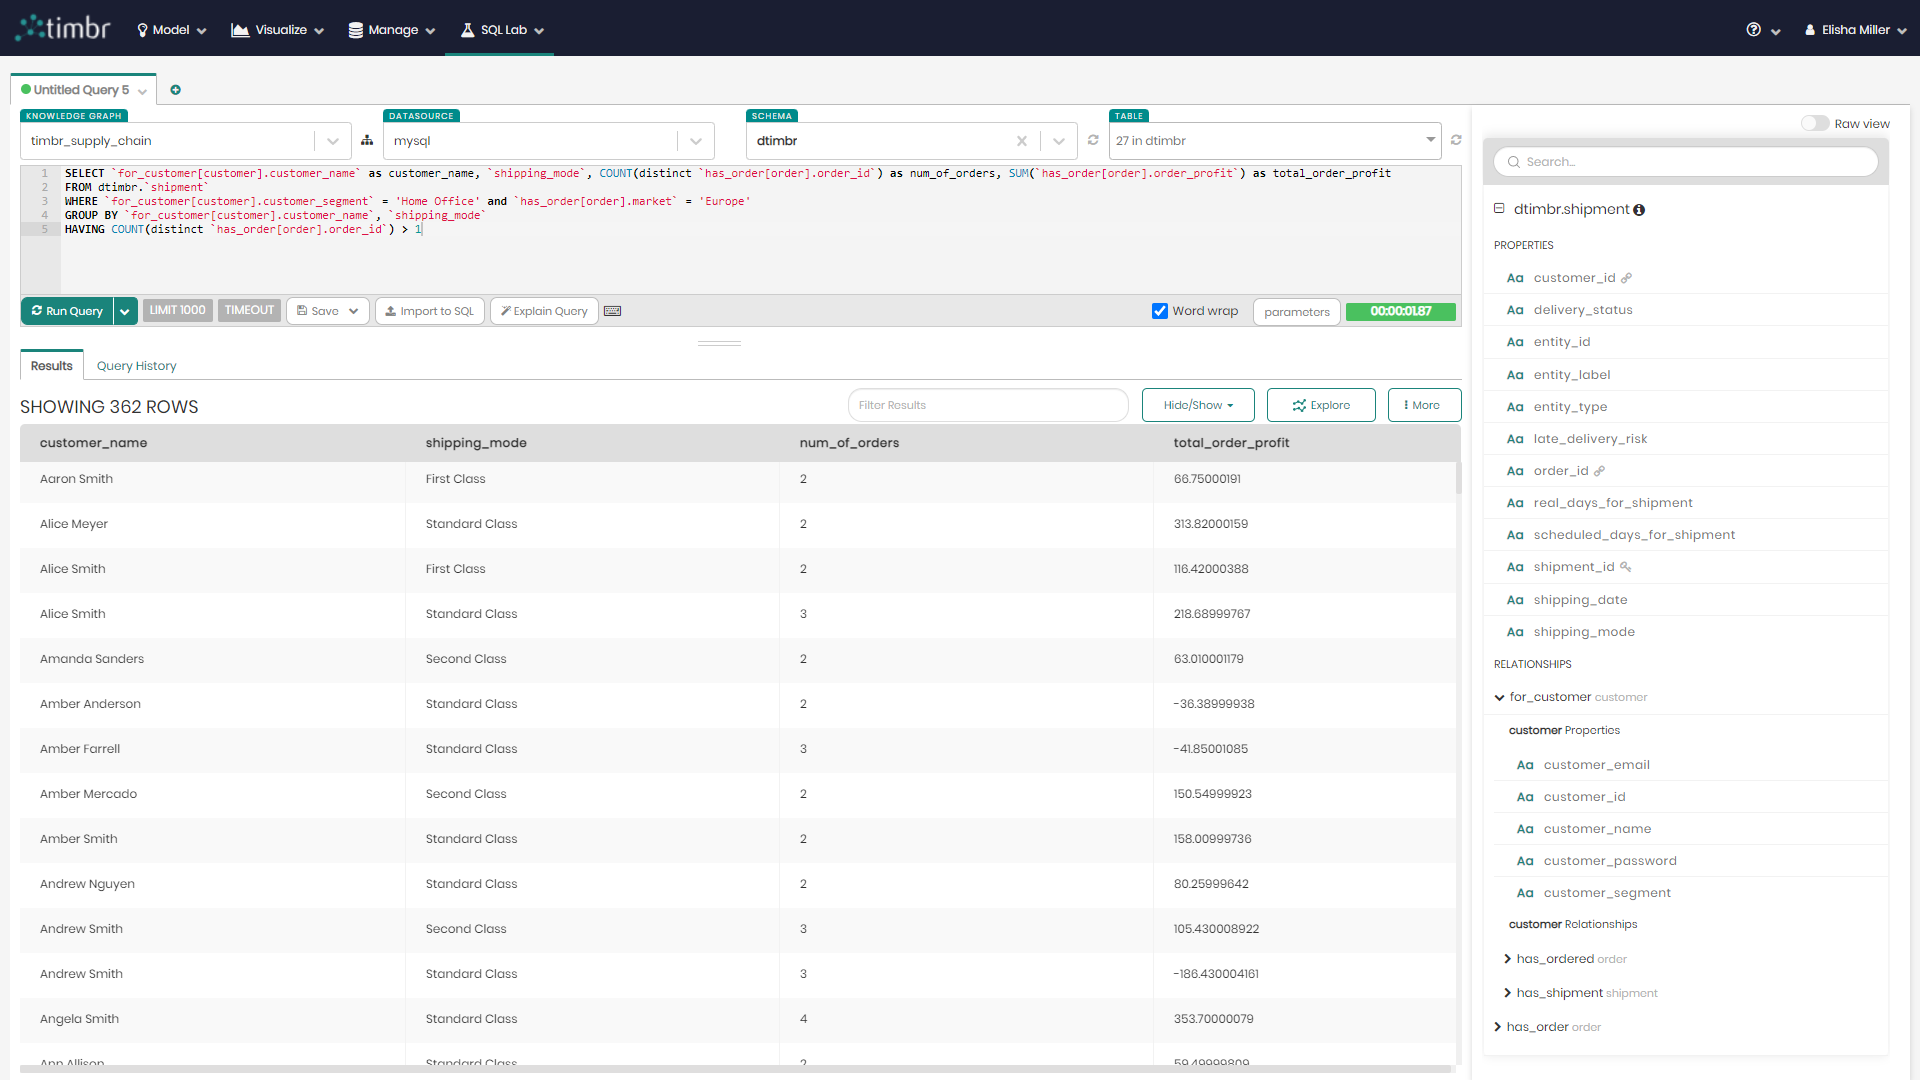 timbr
Model
Visualize
Manage
SQL Lab
Elisha Miller
Untitled Query 5
KNOWLEDGE GRAPH
timbr_supply_chain
DATASOURCE
mysql
SCHEMA
dtimbr
TABLE
27 in dtimbr
1 SELECT `for_customer[customer].customer_name` as customer_name, `shipping_mode`, COUNT(distinct `has_order[order].order_id`) as num_of_orders, SUM(`has_order[order].order_profit`) as total_order_profit
2 FROM dtimbr.`shipment`
3 WHERE `for_customer[customer].customer_segment` = 'Home Office' and `has_order[order].market` = 'Europe'
4 GROUP BY `for_customer[customer].customer_name`, `shipping_mode`
5 HAVING COUNT(distinct `has_order[order].order_id`) > 1
Run Query
LIMIT 1000
TIMEOUT
Save
Import to SQL
Explain Query
Word wrap
parameters
00:00:01.87
Results
Query History
SHOWING 362 ROWS
Filter Results
Hide/Show
Explore
More
customer_name shipping_mode num_of_orders total_order_profit
Aaron Smith First Class 2 66.75000191
Alice Meyer Standard Class 2 313.82000159
Alice Smith First Class 2 116.42000388
Alice Smith Standard Class 3 218.68999767
Amanda Sanders Second Class 2 63.010001179
Amber Anderson Standard Class 2 -36.38999938
Amber Farrell Standard Class 3 -41.85001085
Amber Mercado Second Class 2 150.54999923
Amber Smith Standard Class 2 158.00999736
Andrew Nguyen Standard Class 2 80.25999642
Andrew Smith Second Class 3 105.430008922
Andrew Smith Standard Class 3 -186.430004161
Angela Smith Standard Class 4 353.70000079
Ann Allison Standard Class 2 59.49999809
Raw view
Search...
dtimbr.shipment
PROPERTIES
Aa customer_id
Aa delivery_status
Aa entity_id
Aa entity_label
Aa entity_type
Aa late_delivery_risk
Aa order_id
Aa real_days_for_shipment
Aa scheduled_days_for_shipment
Aa shipment_id
Aa shipping_date
Aa shipping_mode
RELATIONSHIPS
for_customer customer
customer Properties
Aa customer_email
Aa customer_id
Aa customer_name
Aa customer_password
Aa customer_segment
customer Relationships
has_ordered order
has_shipment shipment
has_order order